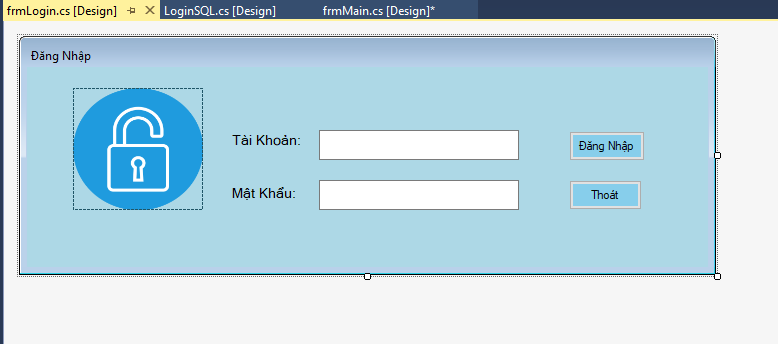 frmLogin.cs [Design] LoginSQL.cs [Design] frmMain.cs [Design]*
Đăng Nhập
Tài Khoản: Đăng Nhập
Mật Khẩu: Thoát